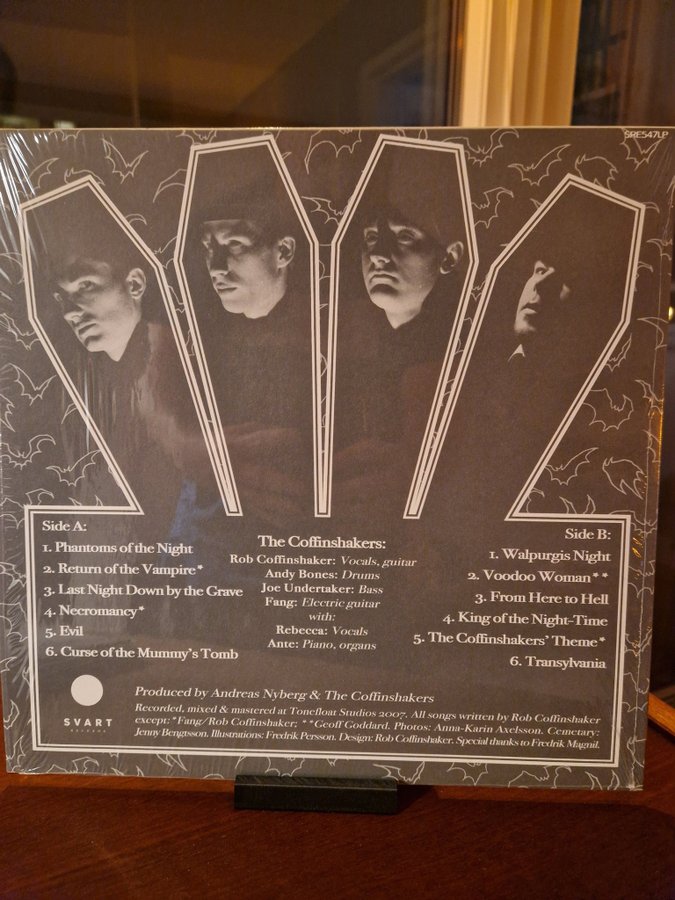 SRE547LP
Side A:
1. Phantoms of the Night
2. Return of the Vampire*
3. Last Night Down by the Grave
4. Necromancy*
5. Evil
6. Curse of the Mummy's Tomb
The Coffinshakers:
Rob Coffinshaker: Vocals, guitar
Andy Bones: Drums
Joe Undertaker: Bass
Fang: Electric guitar
with:
Rebecca: Vocals
Ante: Piano, organs
Side B:
1. Walpurgis Night
2. Voodoo Woman**
3. From Here to Hell
4. King of the Night-Time
5. The Coffinshakers' Theme*
6. Transylvania
SVART
RECORDS
Produced by Andreas Nyberg & The Coffinshakers
Recorded, mixed & mastered at Tonefloat Studios 2007. All songs written by Rob Coffinshaker
except: *Fang/Rob Coffinshaker; **Geoff Goddard. Photos: Anna-Karin Axelsson. Cemetary:
Jenny Bengtsson. Illustrations: Fredrik Persson. Design: Rob Coffinshaker. Special thanks to Fredrik Magnil.